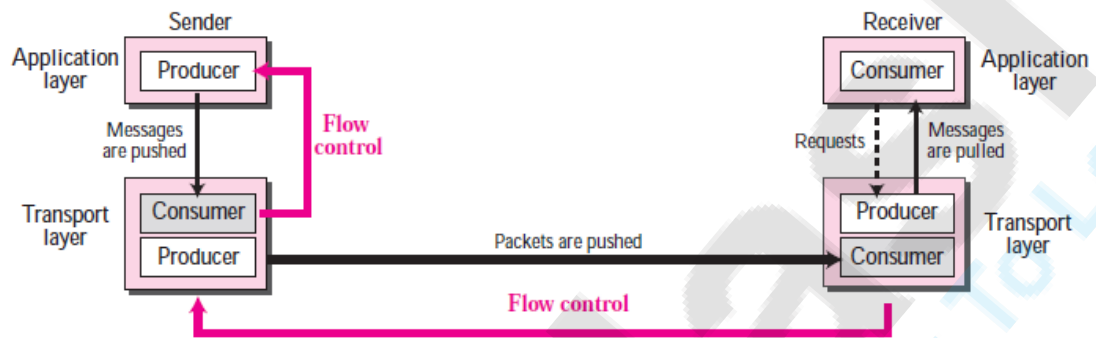 Sender
Receiver
Application
layer
Producer
Consumer
Application
layer
Messages
are pushed
Flow
control
Requests
Messages
are pulled
Transport
layer
Consumer
Producer
Packets are pushed
Producer
Consumer
Transport
layer
Flow control